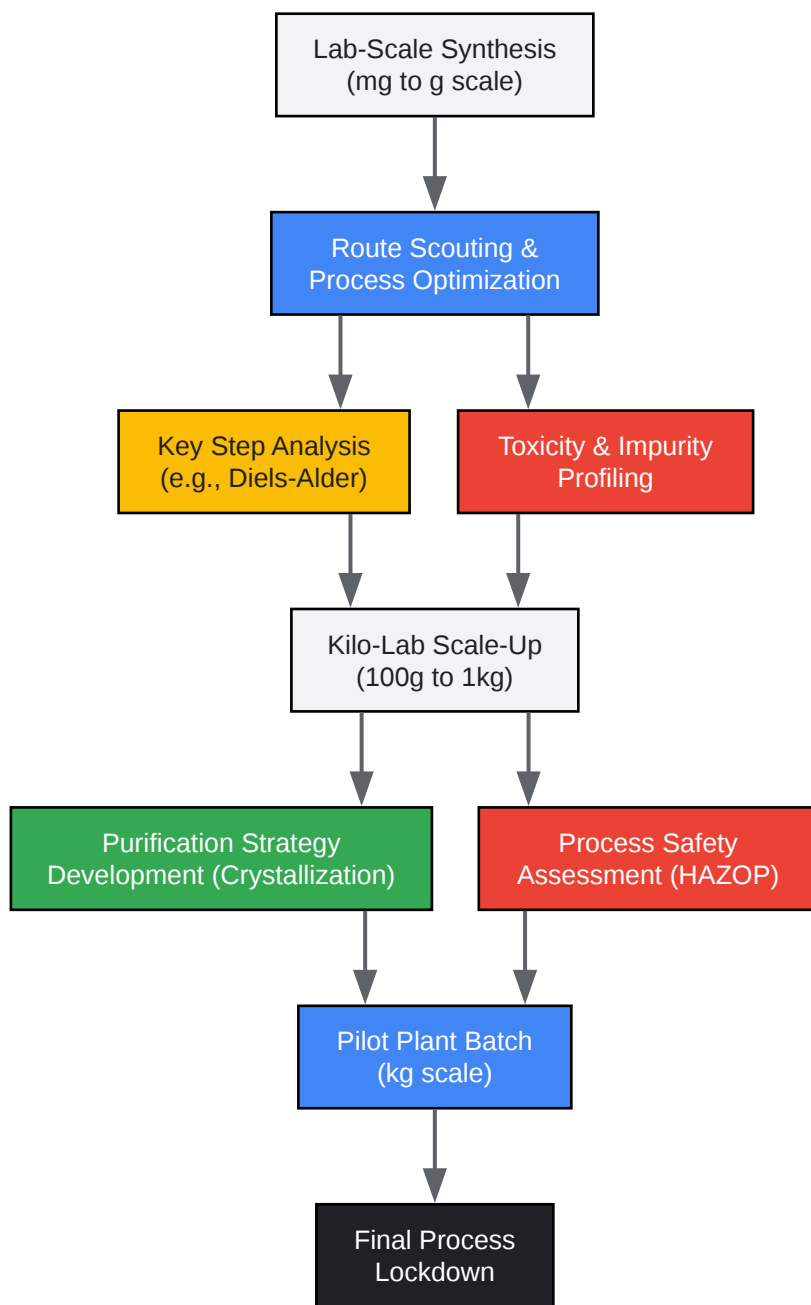 Lab-Scale Synthesis
(mg to g scale)
Route Scouting &
Process Optimization
Key Step Analysis
(e.g., Diels-Alder)
Toxicity & Impurity
Profiling
Kilo-Lab Scale-Up
(100g to 1kg)
Purification Strategy
Development (Crystallization)
Process Safety
Assessment (HAZOP)
Pilot Plant Batch
(kg scale)
Final Process
Lockdown